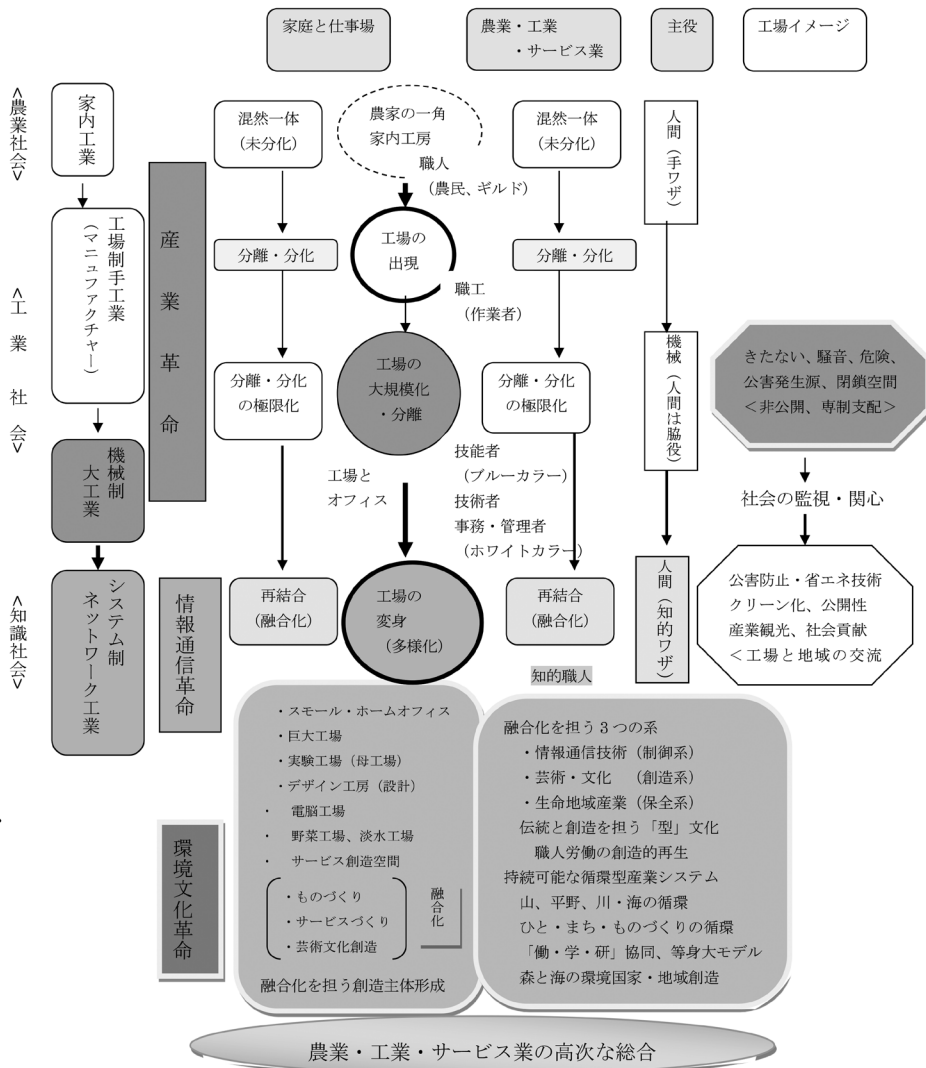 家庭と仕事場
農業・工業
・サービス業
主役
工場イメージ
<農業社会>
家内工業
混然一体
(未分化)
農家の一角
家内工房
職人
(農民、ギルド)
混然一体
(未分化)
人間(手ワザ)
産業革命
工場制手工業
(マニュファクチャー)
分離・分化
工場の
出現
職工
(作業者)
分離・分化
<工業社会>
分離・分化
の極限化
工場の
大規模化
・分離
分離・分化
の極限化
機械(人間は脇役)
きたない、騒音、危険、
公害発生源、閉鎖空間
<非公開、専制支配>
機械制
大工業
工場と
オフィス
技能者
(ブルーカラー)
技術者
事務・管理者
(ホワイトカラー)
社会の監視・関心
<知識社会>
システム制
ネットワーク工業
情報通信革命
再結合
(融合化)
工場の
変身
(多様化)
再結合
(融合化)
人間(知的ワザ)
公害防止・省エネ技術
クリーン化、公開性
産業観光、社会貢献
<工場と地域の交流
知的職人
環境文化革命
・スモール・ホームオフィス
・巨大工場
・実験工場(母工場)
・デザイン工房(設計)
・ 電脳工場
・ 野菜工場、淡水工場
・ サービス創造空間
・ものづくり
・サービスづくり
・芸術文化創造
融合化
融合化を担う創造主体形成
融合化を担う3つの系
・情報通信技術(制御系)
・芸術・文化 (創造系)
・生命地域産業(保全系)
伝統と創造を担う「型」文化
職人労働の創造的再生
持続可能な循環型産業システム
山、平野、川・海の循環
ひと・まち・ものづくりの循環
「働・学・研」協同、等身大モデル
森と海の環境国家・地域創造
農業・工業・サービス業の高次な総合